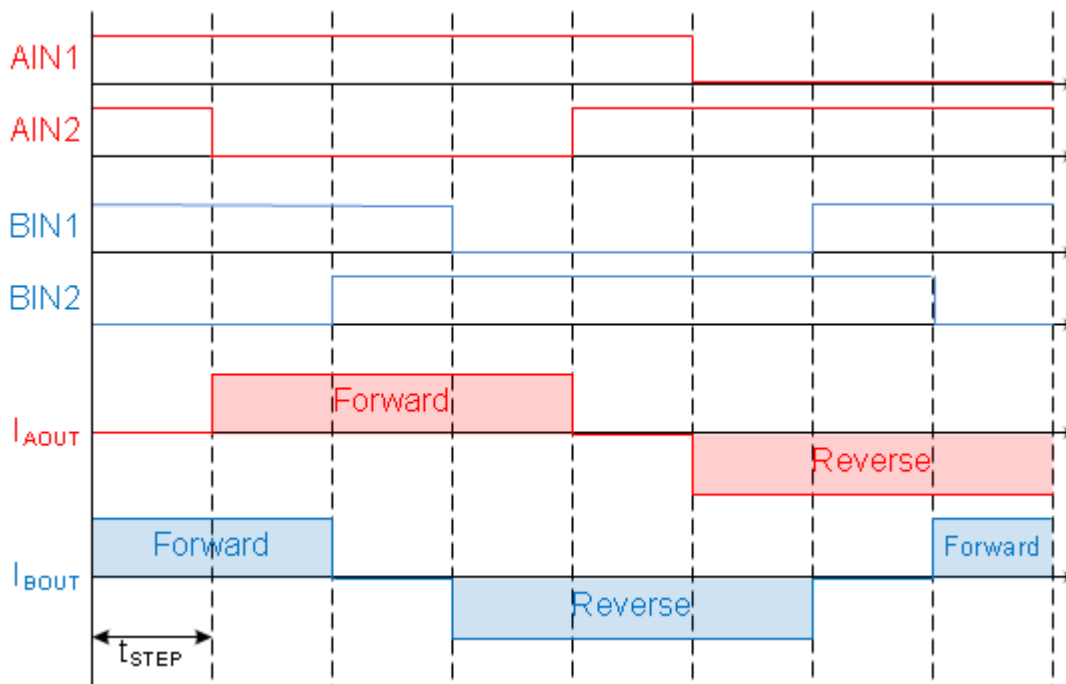 AIN1
AIN2
BIN1
BIN2
Forward
IAOUT
Reverse
Forward
Forward
IBOUT
Reverse
tSTEP